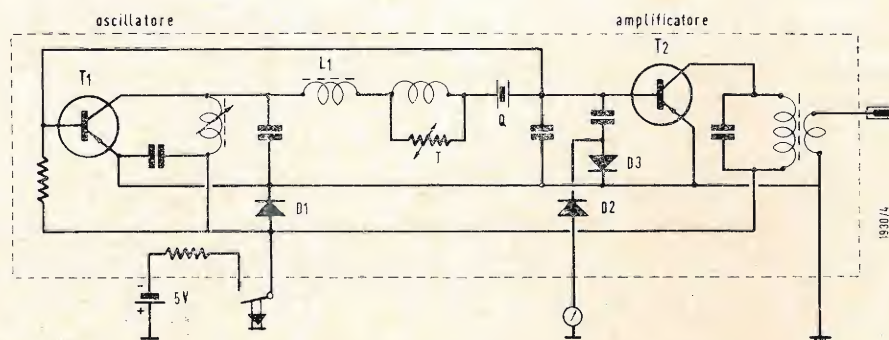 oscillatore
amplificatore
T1
L1
Q
T
T2
D1
D2
D3
5V
-
+
1930/4